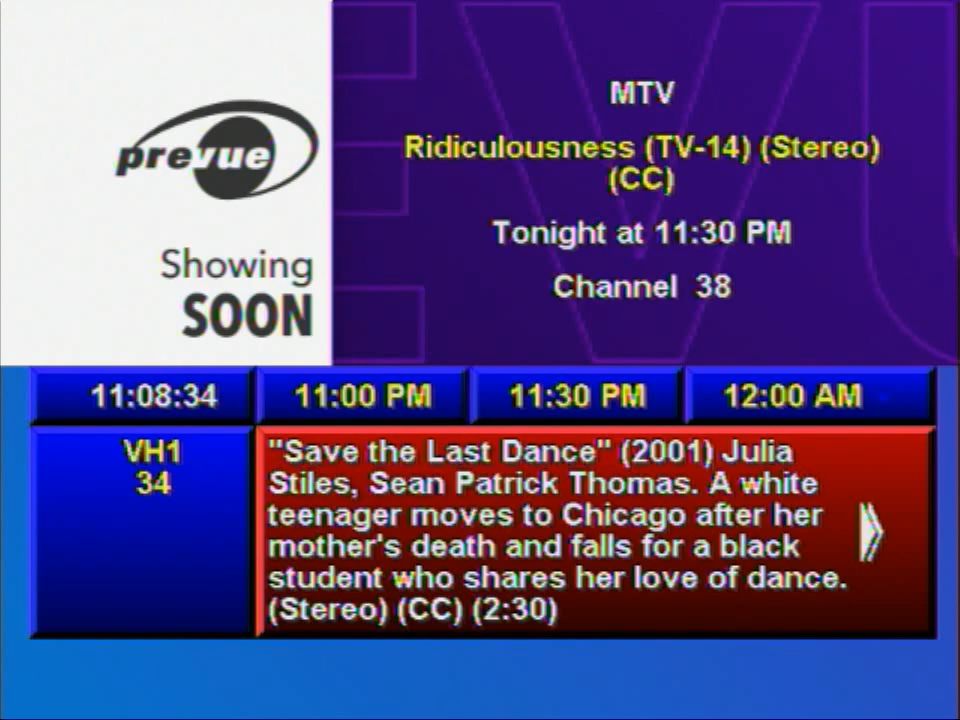 prevue
Showing
SOON
MTV
Ridiculousness (TV-14) (Stereo)
(CC)
Tonight at 11:30 PM
Channel 38
11:08:34 11:00 PM 11:30 PM 12:00 AM
VH1
34
"Save the Last Dance" (2001) Julia
Stiles, Sean Patrick Thomas. A white
teenager moves to Chicago after her
mother's death and falls for a black
student who shares her love of dance.
(Stereo) (CC) (2:30)